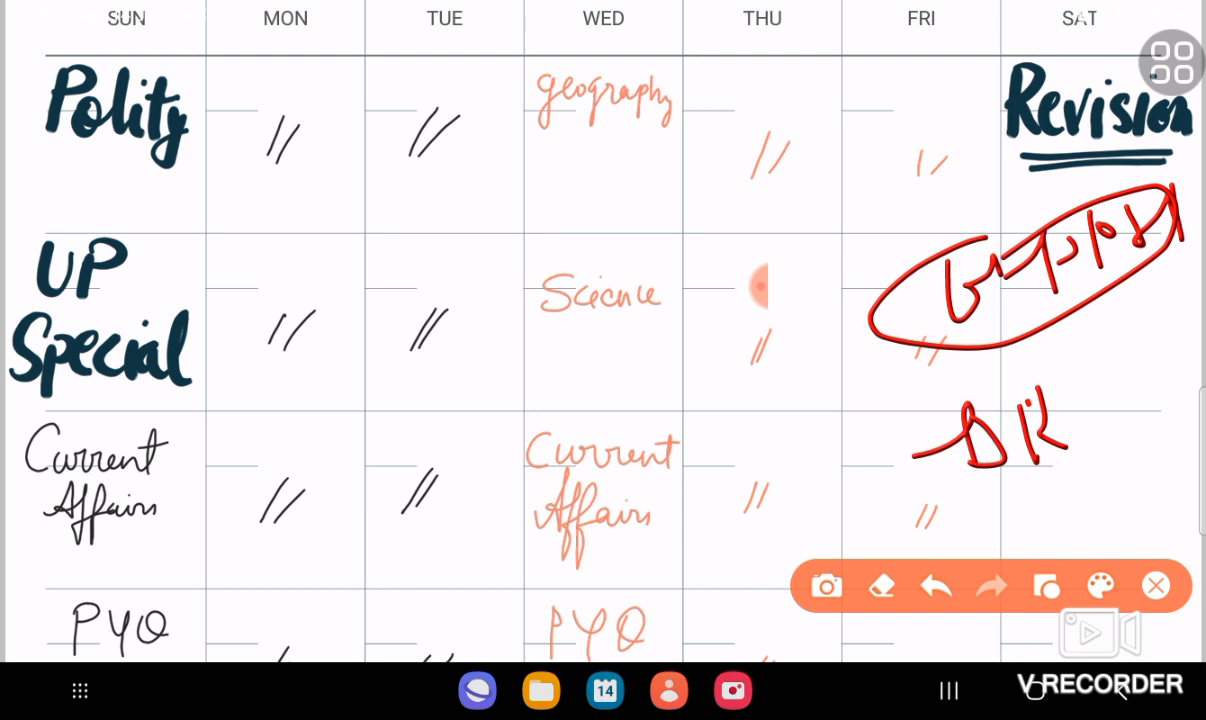 SUN MON TUE WED THU FRI SAT
Polity // // geography // // Revision
UP
Special // // Science // //
Current
Affairs // // Current
Affairs // //
PYQ PYQ
14
V RECORDER